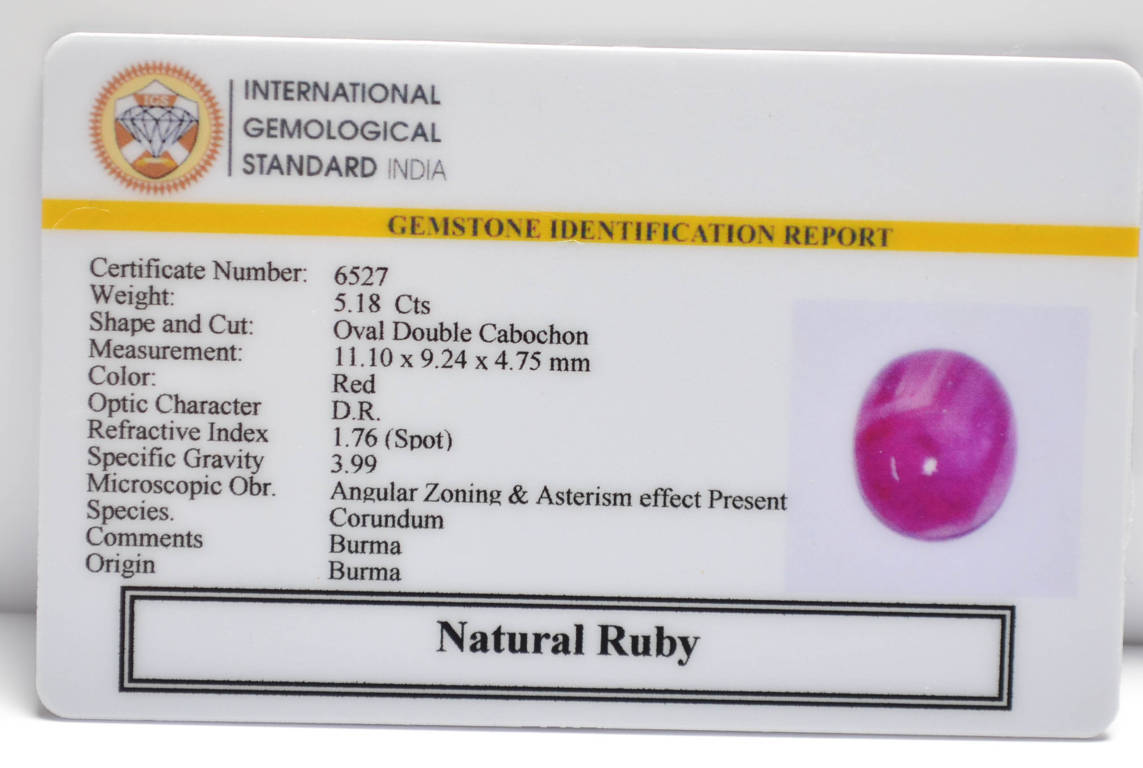 IGS
INTERNATIONAL
GEMOLOGICAL
STANDARD INDIA
GEMSTONE IDENTIFICATION REPORT
Certificate Number: 6527
Weight: 5.18 Cts
Shape and Cut: Oval Double Cabochon
Measurement: 11.10 x 9.24 x 4.75 mm
Color: Red
Optic Character D.R.
Refractive Index 1.76 (Spot)
Specific Gravity 3.99
Microscopic Obr. Angular Zoning & Asterism effect Present
Species. Corundum
Comments Burma
Origin Burma
Natural Ruby